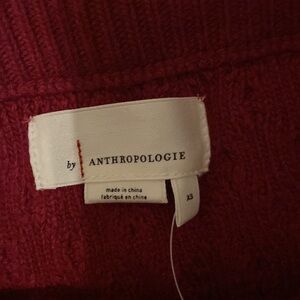 by | ANTHROPOLOGIE
made in china
fabriqué en chine
XS